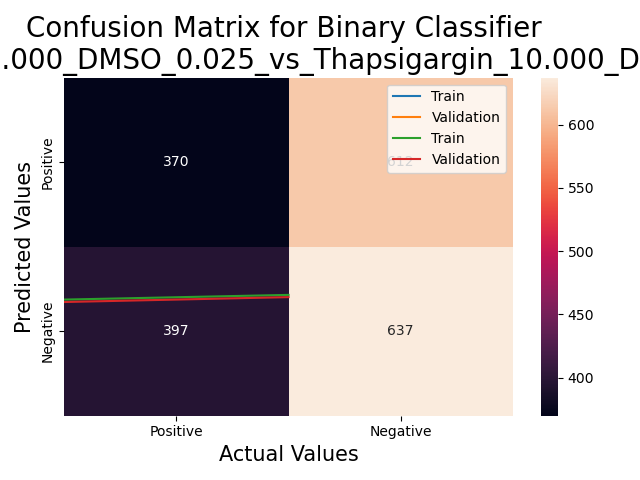 Confusion Matrix for Binary Classifier
.000_DMSO_0.025_vs_Thapsigargin_10.000_D
Train
Validation
Train
Validation
Positive
370
612
Negative
397
637
Predicted Values
Positive
Negative
Actual Values
600
550
500
450
400